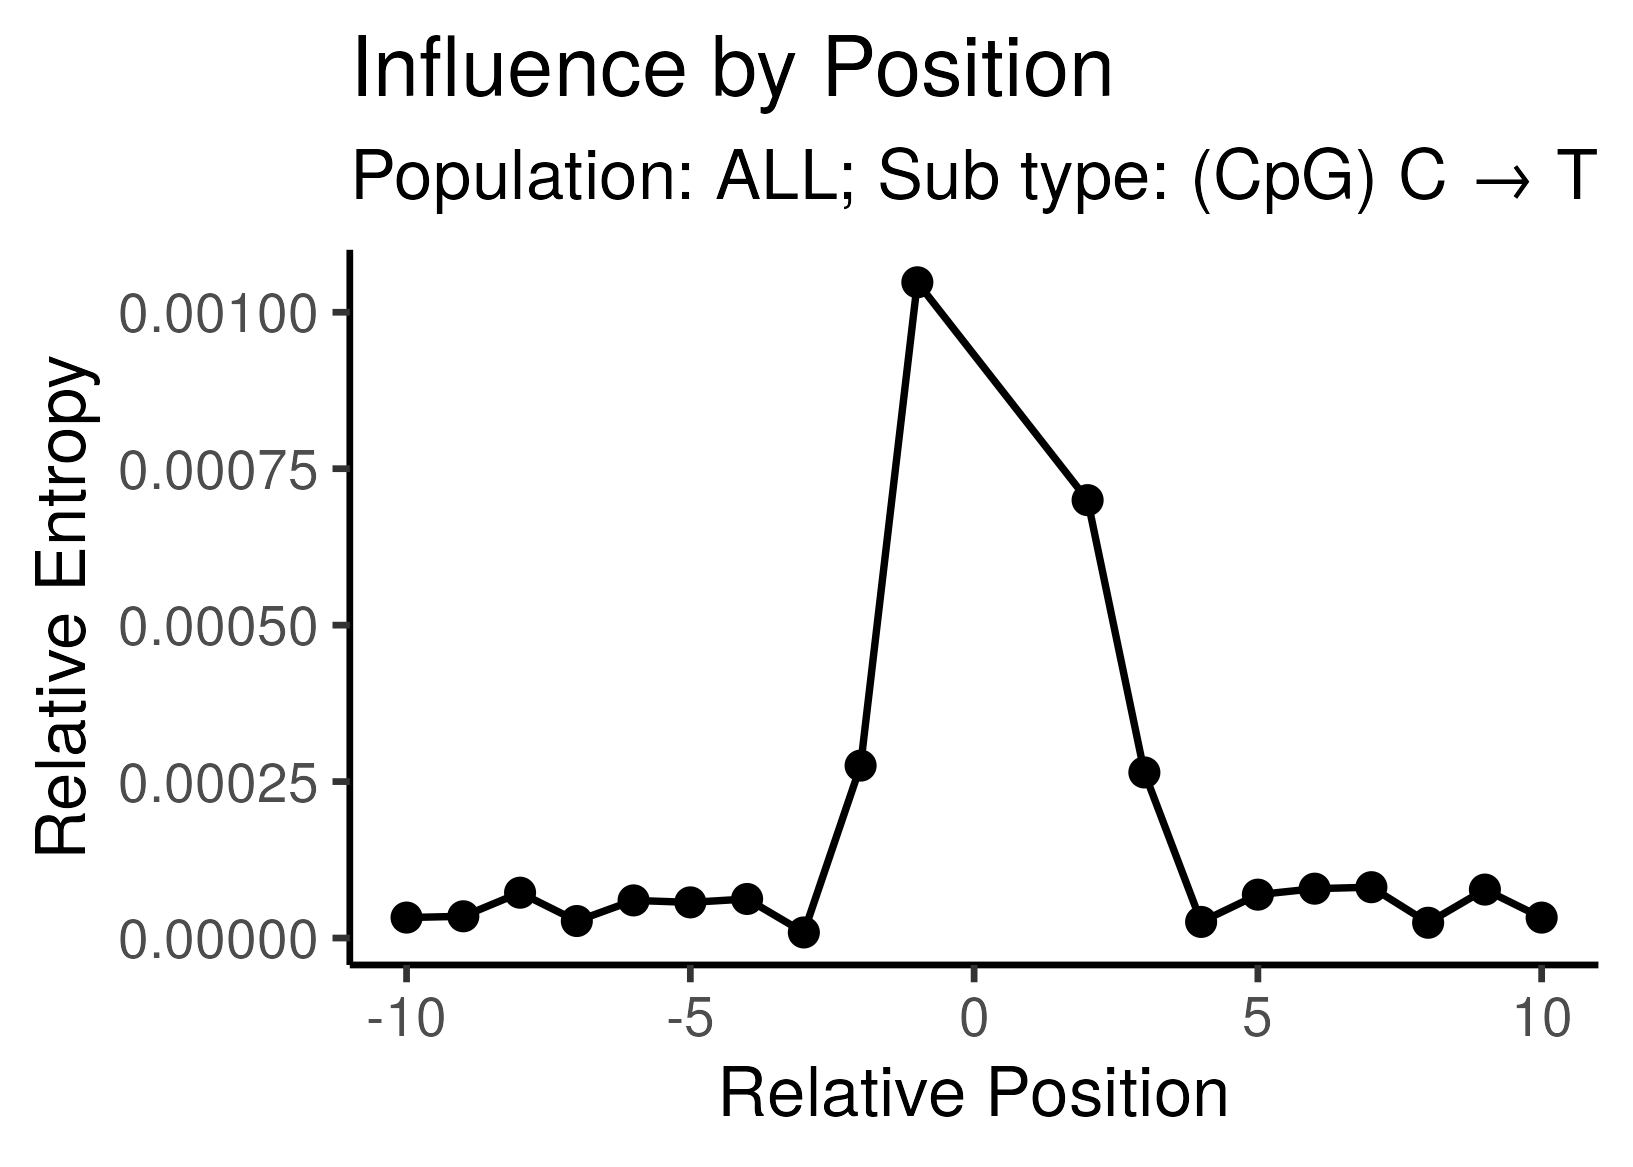 Influence by Position
Population: ALL; Sub type: (CpG) C → T
Relative Entropy
0.00100
0.00075
0.00050
0.00025
0.00000
-10 -5 0 5 10
Relative Position